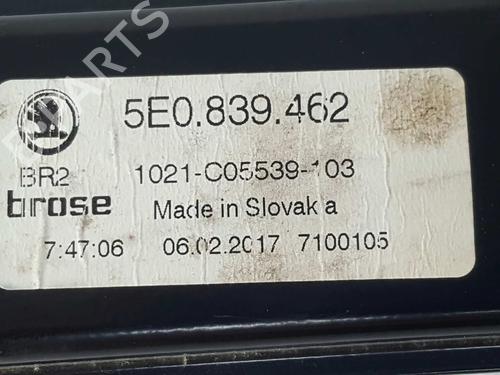 5E0.839.462
BR2 1021-C05539-103
brose Made in Slovak a
7:47:06 06.02.2017 7100105